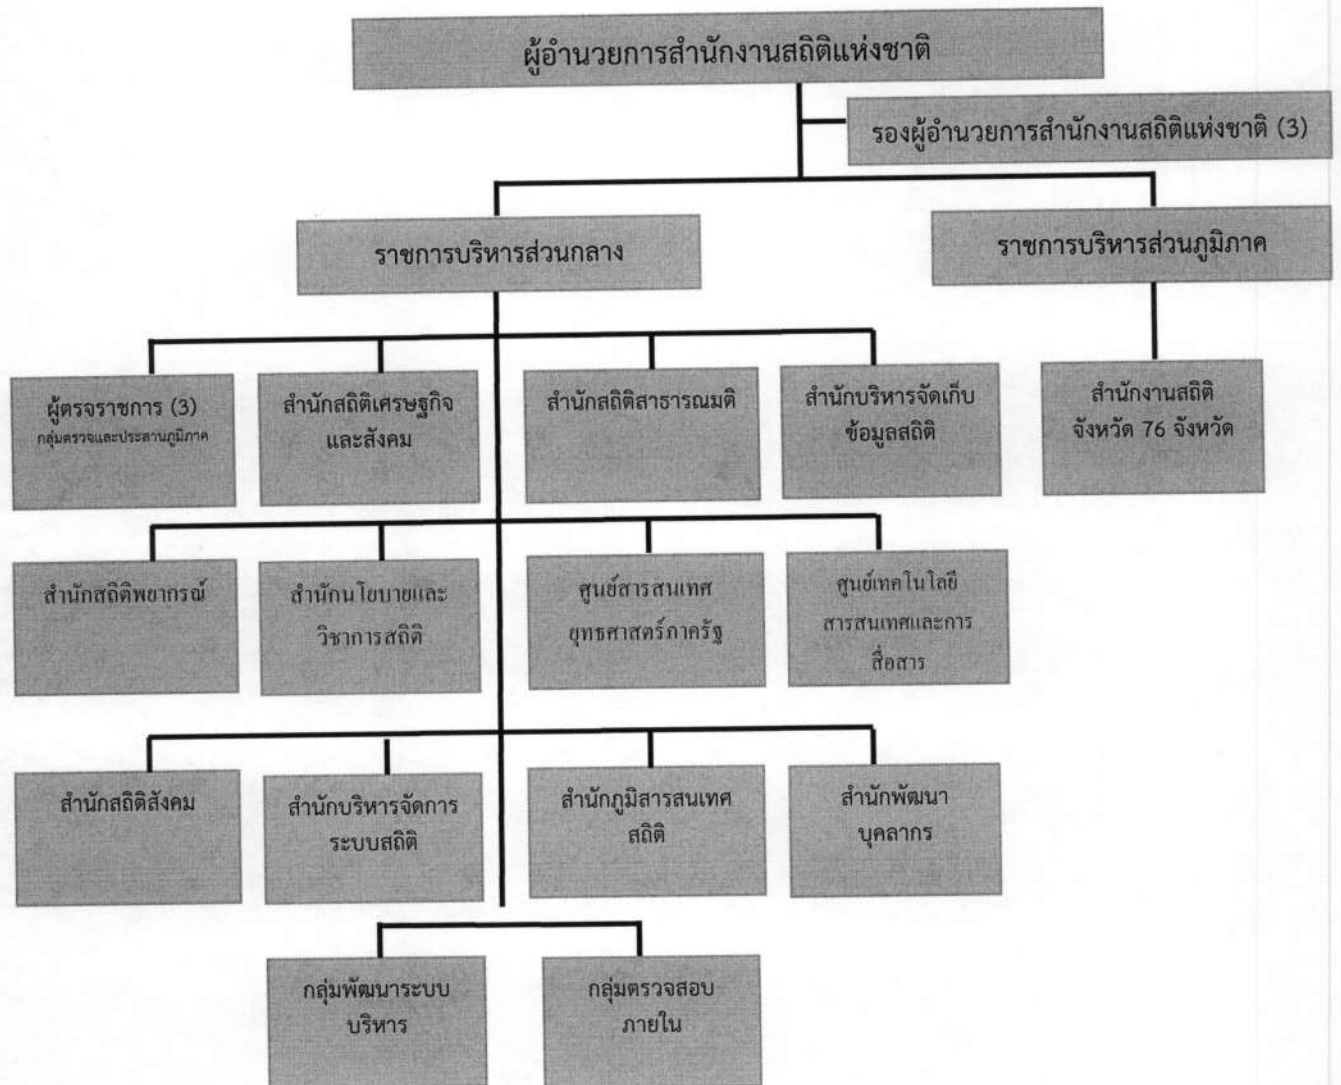 ผู้อำนวยการสำนักงานสถิติแห่งชาติ
รองผู้อำนวยการสำนักงานสถิติแห่งชาติ (3)
ราชการบริหารส่วนกลาง
ราชการบริหารส่วนภูมิภาค
ผู้ตรจราชการ (3)
กลุ่มตรวจและประสานภูมิภาค
สำนักสถิติเศรษฐกิจ
และสังคม
สำนักสถิติสาธารณมติ
สำนักบริหารจัดเก็บ
ข้อมูลสถิติ
สำนักงานสถิติ
จังหวัด 76 จังหวัด
สำนักสถิติพยากรณ์
สำนักนโยบายและ
วิชาการสถิติ
ศูนย์สารสนเทศ
ยุทธศาสตร์ภาครัฐ
ศูนย์เทคโนโลยี
สารสนเทศและการ
สื่อสาร
สำนักสถิติสังคม
สำนักบริหารจัดการ
ระบบสถิติ
สำนักภูมิสารสนเทศ
สถิติ
สำนักพัฒนา
บุคลากร
กลุ่มพัฒนาระบบ
บริหาร
กลุ่มตรวจสอบ
ภายใน